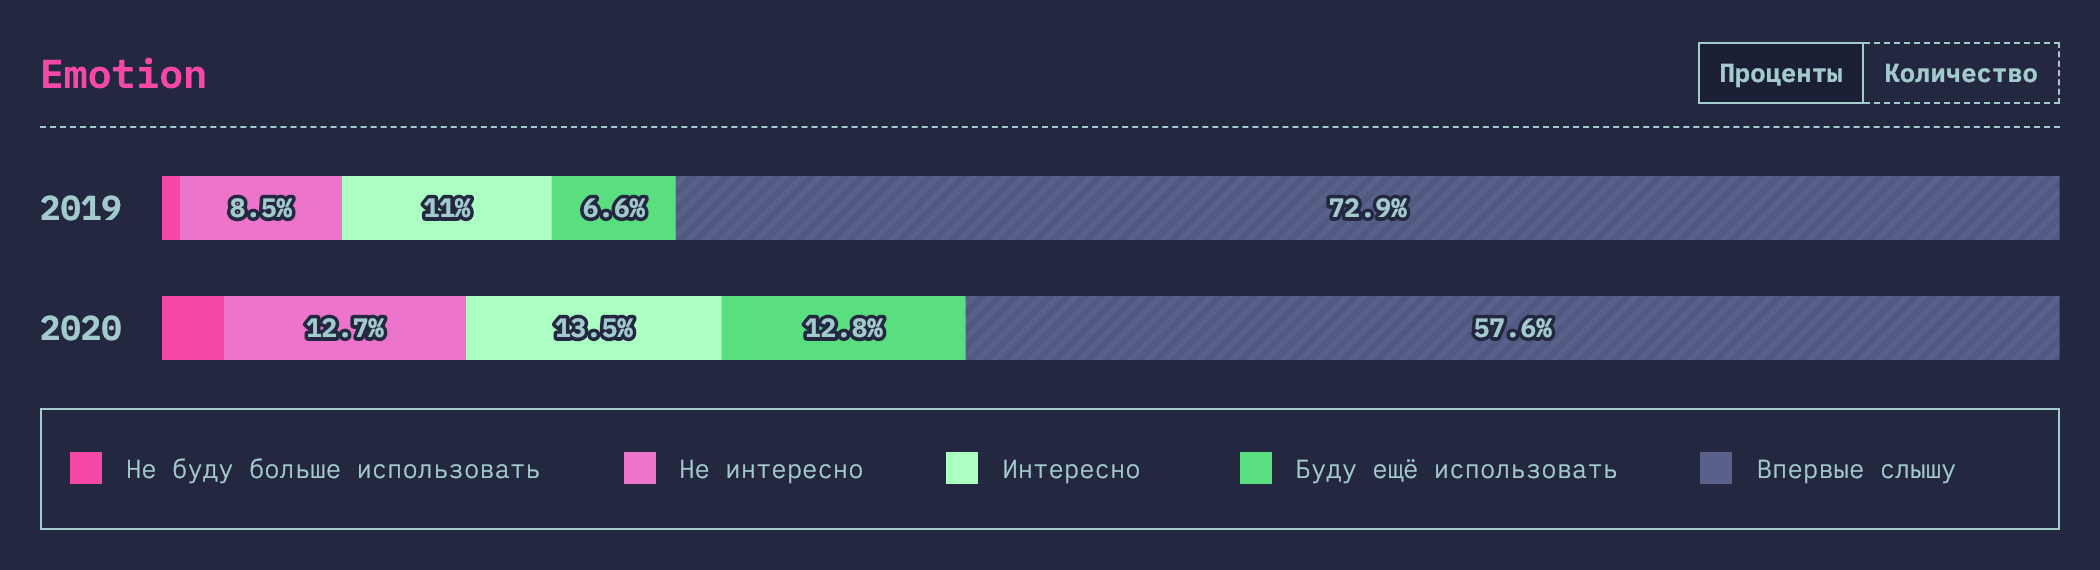 Emotion
Проценты Количество
2019 8.5% 11% 6.6% 72.9%
2020 12.7% 13.5% 12.8% 57.6%
Не буду больше использовать Не интересно Интересно Буду ещё использовать Впервые слышу